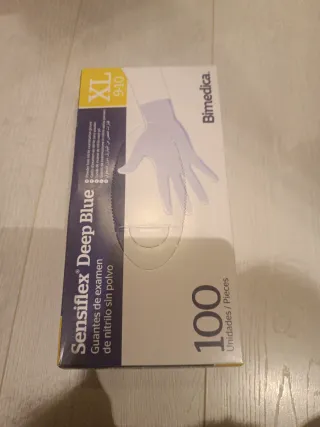 XL
9-10
Bimedica®
Sensiflex® Deep Blue
Guantes de examen
de nitrilo sin polvo
100
Unidades / Pieces